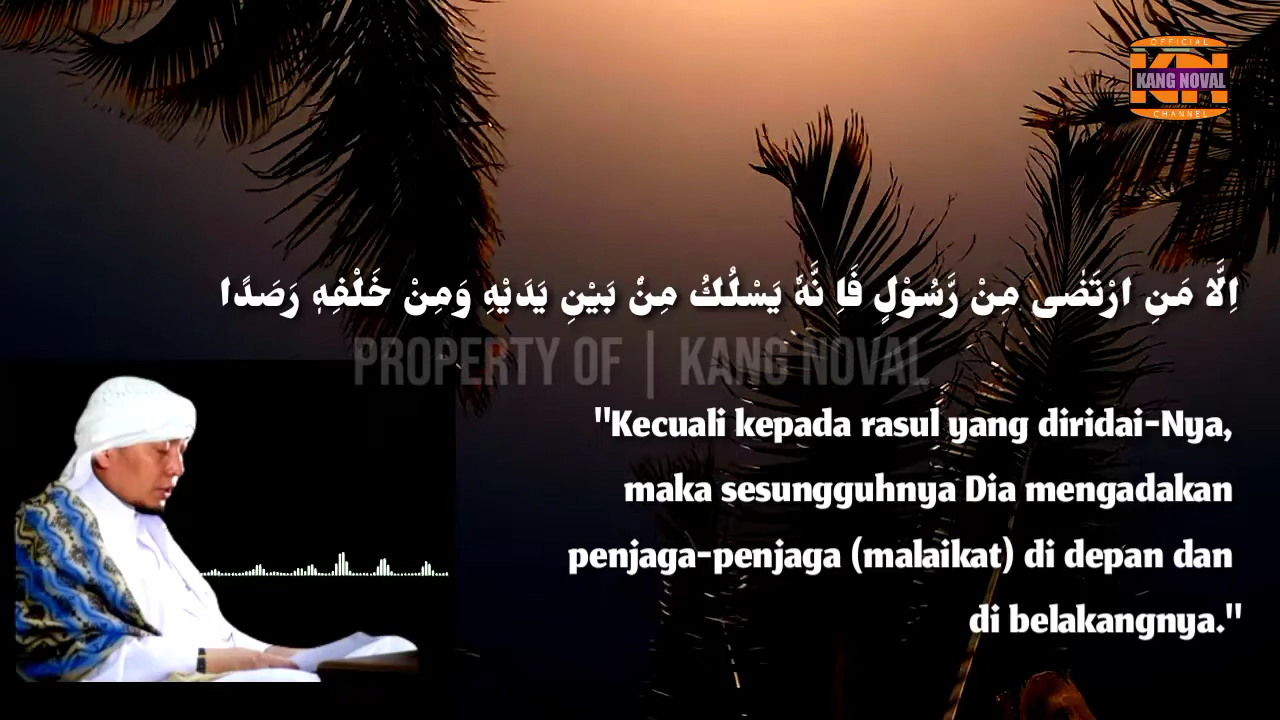 OFFICIAL
KN
KANG NOVAL
CHANNEL
اِلَّا مَنِ ارْتَضٰى مِنْ رَّسُوْلٍ فَاِ نَّهٗ يَسْلُكُ مِنْۢ بَيْنِ يَدَيْهِ وَمِنْ خَلْفِهٖ رَصَدًا
PROPERTY OF | KANG NOVAL
"Kecuali kepada rasul yang diridai-Nya,
maka sesungguhnya Dia mengadakan
penjaga-penjaga (malaikat) di depan dan
di belakangnya."